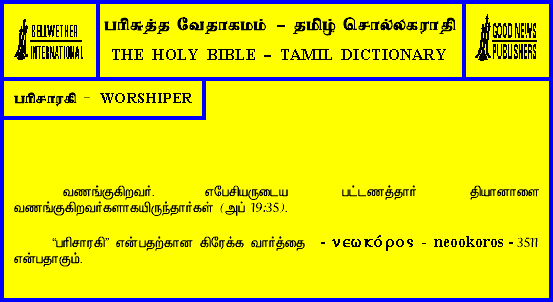 BELLWETHER
INTERNATIONAL
பரிசுத்த வேதாகமம் - தமிழ் சொல்லகராதி
THE HOLY BIBLE - TAMIL DICTIONARY
GOOD NEWS
PUBLISHERS
பரிசாரகி - WORSHIPER
வணங்குகிறவர். எபேசியருடைய பட்டணத்தார் தியானாளை
வணங்குகிறவர்களாகயிருந்தார்கள் (அப் 19:35).
“பரிசாரகி” என்பதற்கான கிரேக்க வார்த்தை - νεωκόρος - neookoros - 3511
என்பதாகும்.